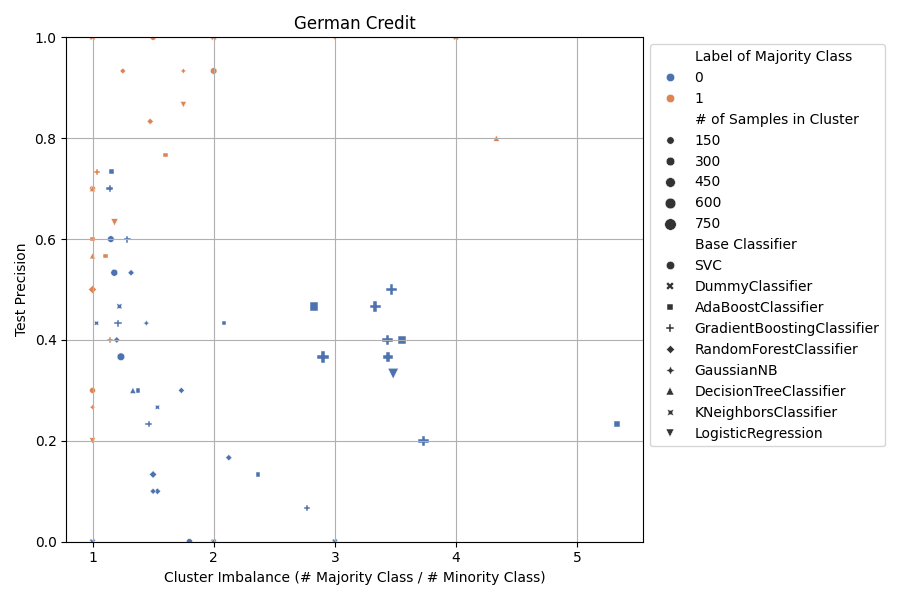 German Credit
1.0
0.8
0.6
0.4
0.2
0.0
Test Precision
1
2
3
4
5
Cluster Imbalance (# Majority Class / # Minority Class)
Label of Majority Class
0
1
# of Samples in Cluster
150
300
450
600
750
Base Classifier
SVC
DummyClassifier
AdaBoostClassifier
GradientBoostingClassifier
RandomForestClassifier
GaussianNB
DecisionTreeClassifier
KNeighborsClassifier
LogisticRegression